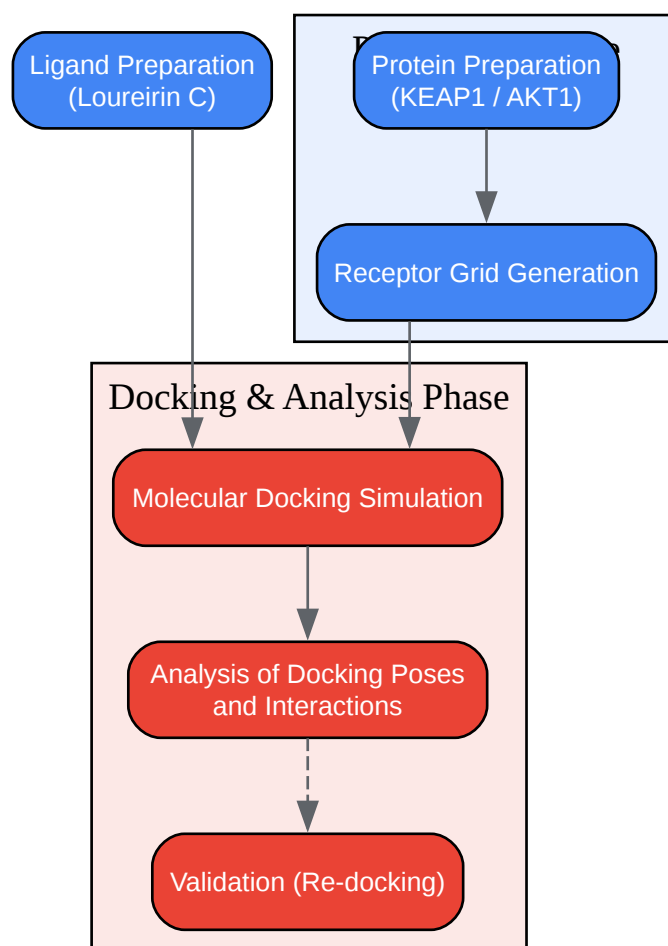 Ligand Preparation
(Loureirin C)
Protein Preparation
(KEAP1 / AKT1)
Receptor Grid Generation
Docking & Analysis Phase
Molecular Docking Simulation
Analysis of Docking Poses
and Interactions
Validation (Re-docking)